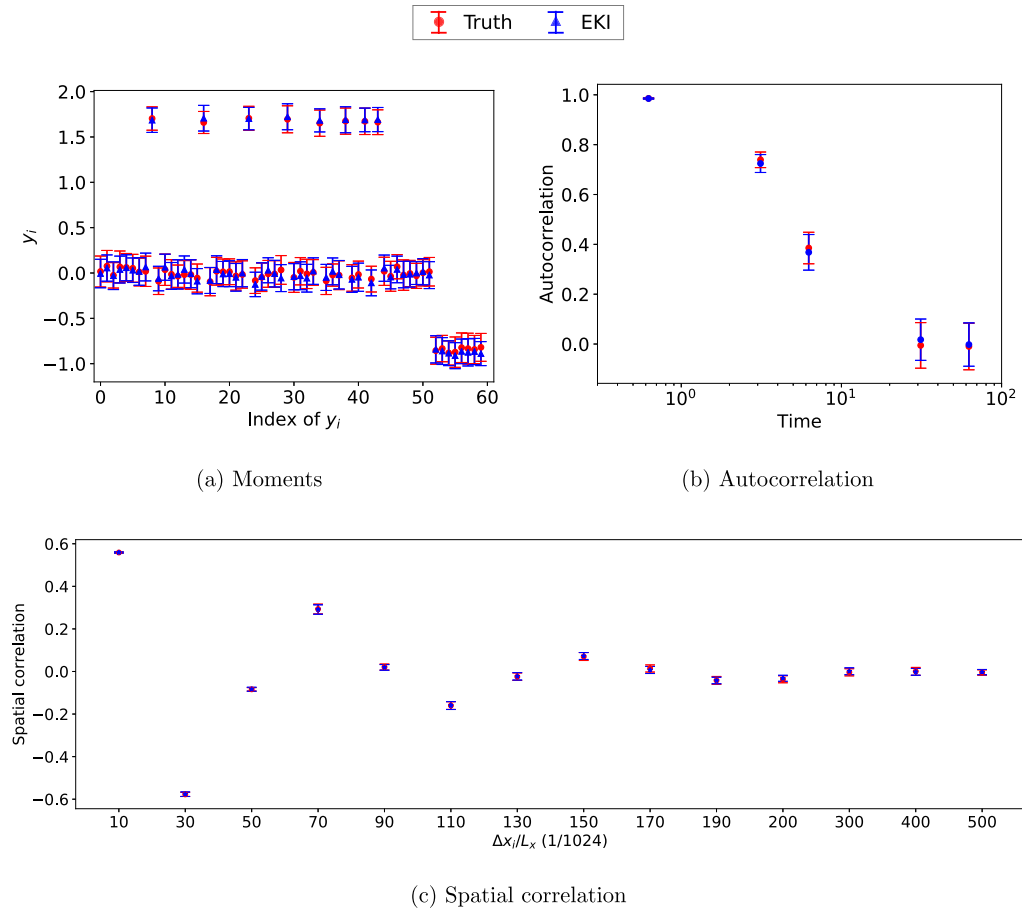 Truth EKI
2.0
1.5
1.0
0.5
0.0
−0.5
−1.0
y_i
0 10 20 30 40 50 60
Index of y_i
(a) Moments
1.0
0.8
0.6
0.4
0.2
0.0
Autocorrelation
10^0 10^1 10^2
Time
(b) Autocorrelation
0.6
0.4
0.2
0.0
−0.2
−0.4
−0.6
Spatial correlation
10 30 50 70 90 110 130 150 170 190 200 300 400 500
Δx_i/L_x (1/1024)
(c) Spatial correlation